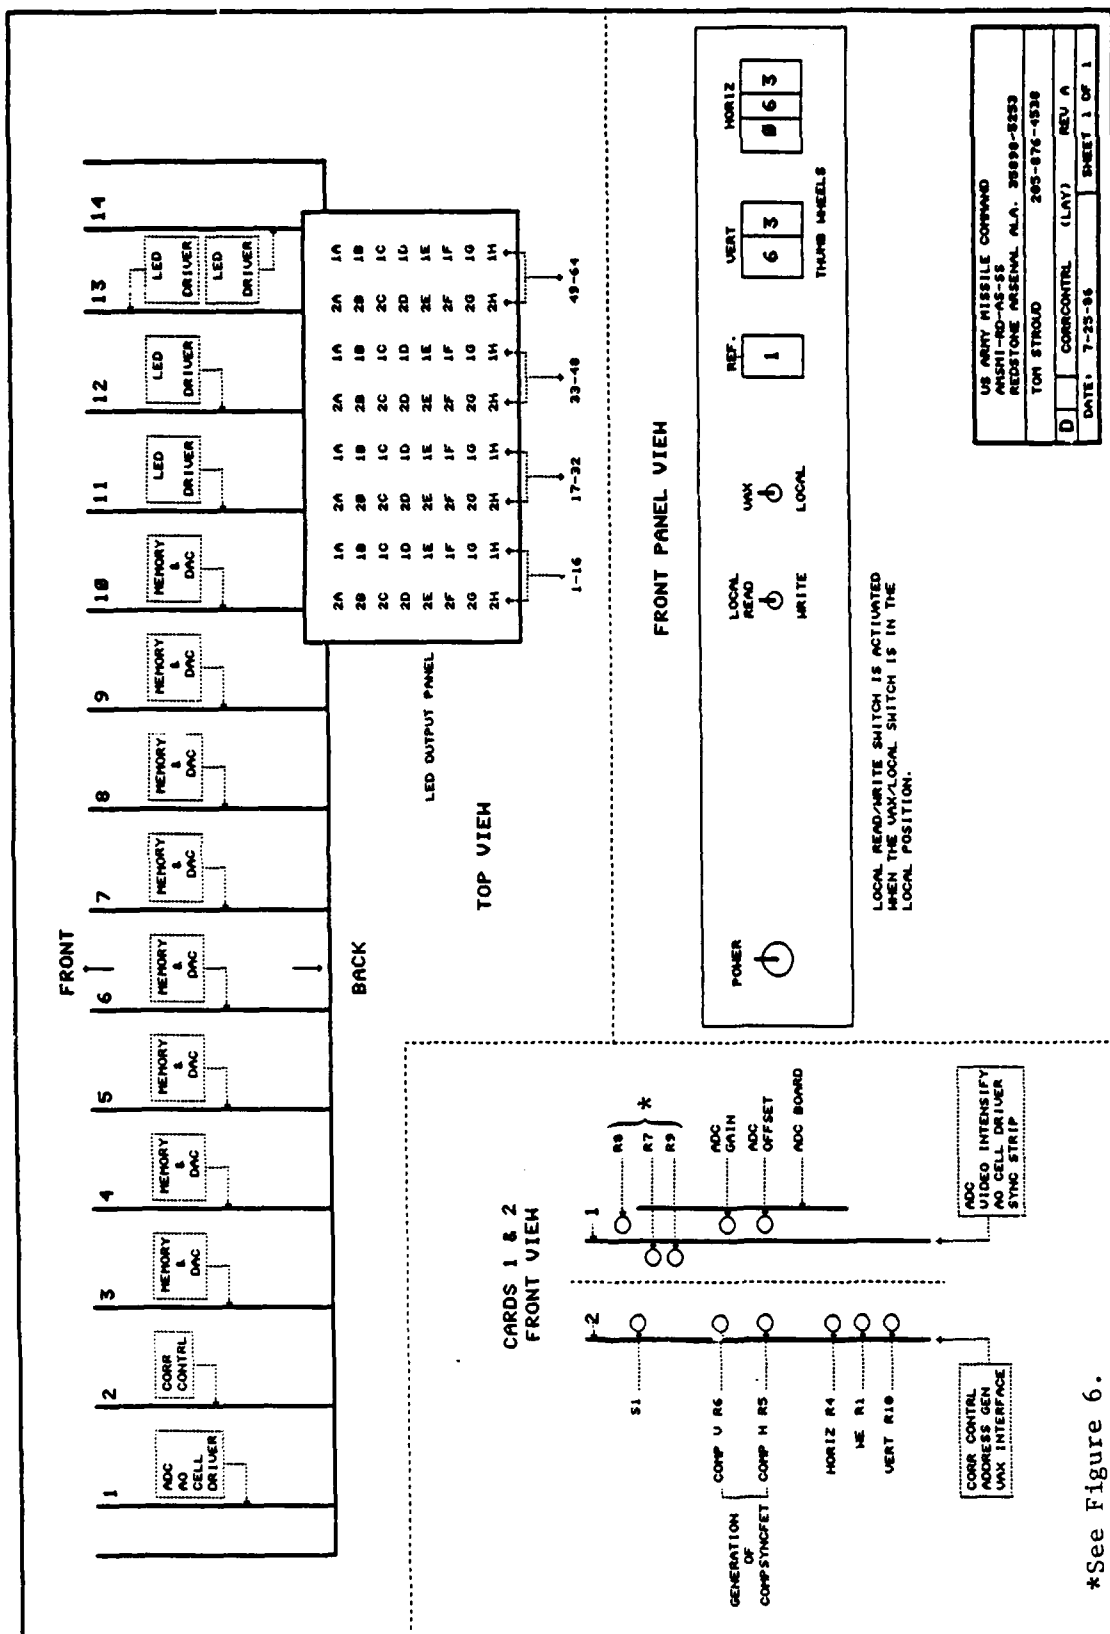 FRONT
1
2
3
4
5
6
7
8
9
10
11
12
13
14
ADC
AO
CELL
DRIVER
CORR
CONTRL
MEMORY
&
DAC
MEMORY
&
DAC
MEMORY
&
DAC
MEMORY
&
DAC
MEMORY
&
DAC
MEMORY
&
DAC
MEMORY
&
DAC
MEMORY
&
DAC
LED
DRIVER
LED
DRIVER
LED
DRIVER
LED
DRIVER
BACK
TOP VIEW
LED OUTPUT PANEL
2A 1A 2A 1A 2A 1A 2A 1A
2B 1B 2B 1B 2B 1B 2B 1B
2C 1C 2C 1C 2C 1C 2C 1C
2D 1D 2D 1D 2D 1D 2D 1D
2E 1E 2E 1E 2E 1E 2E 1E
2F 1F 2F 1F 2F 1F 2F 1F
2G 1G 2G 1G 2G 1G 2G 1G
2H 1H 2H 1H 2H 1H 2H 1H
1-16 17-32 33-48 49-64
CARDS 1 & 2
FRONT VIEW
2
S1
GENERATION
OF
COMPSYNCFET
COMP V R6
COMP H R5
HORIZ R4
WE R1
VERT R10
CORR CONTRL
ADDRESS GEN
VAX INTERFACE
1
R8
R7
R9
*
ADC
GAIN
ADC
OFFSET
ADC BOARD
ADC
VIDEO INTENSIFY
AO CELL DRIVER
SYNC STRIP
FRONT PANEL VIEW
POWER
LOCAL
READ
WRITE
VAX
LOCAL
REF.
1
VERT
6 3
HORIZ
0 6 3
THUMB WHEELS
LOCAL READ/WRITE SWITCH IS ACTIVATED
WHEN THE VAX/LOCAL SWITCH IS IN THE
LOCAL POSITION.
US ARMY MISSILE COMMAND
AMSMI-RD-AS-SS
REDSTONE ARSENAL ALA. 35898-5253
TOM STROUD 205-876-4538
D CORRCONTRL (LAY) REV A
DATE: 7-25-86 SHEET 1 OF 1
*See Figure 6.